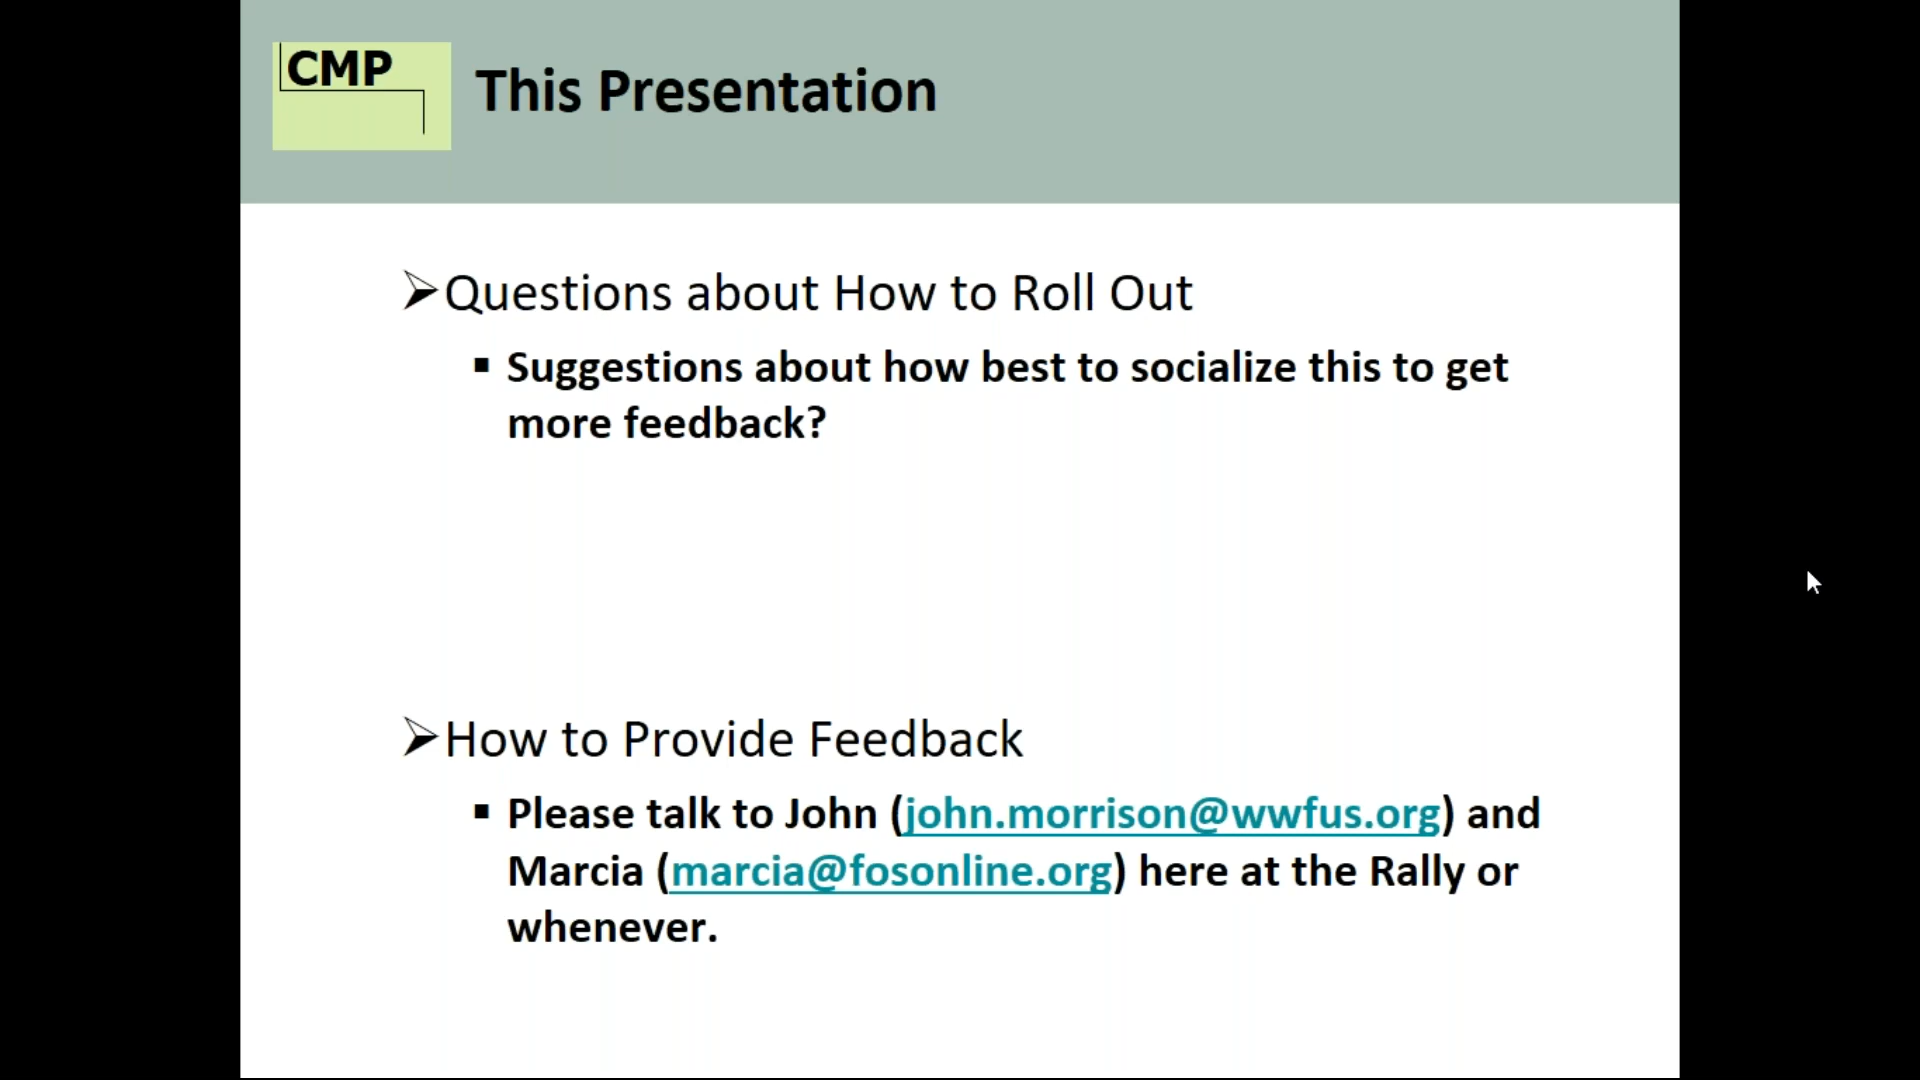 CMP
This Presentation
Questions about How to Roll Out
Suggestions about how best to socialize this to get
more feedback?
How to Provide Feedback
Please talk to John (john.morrison@wwfus.org) and
Marcia (marcia@fosonline.org) here at the Rally or
whenever.